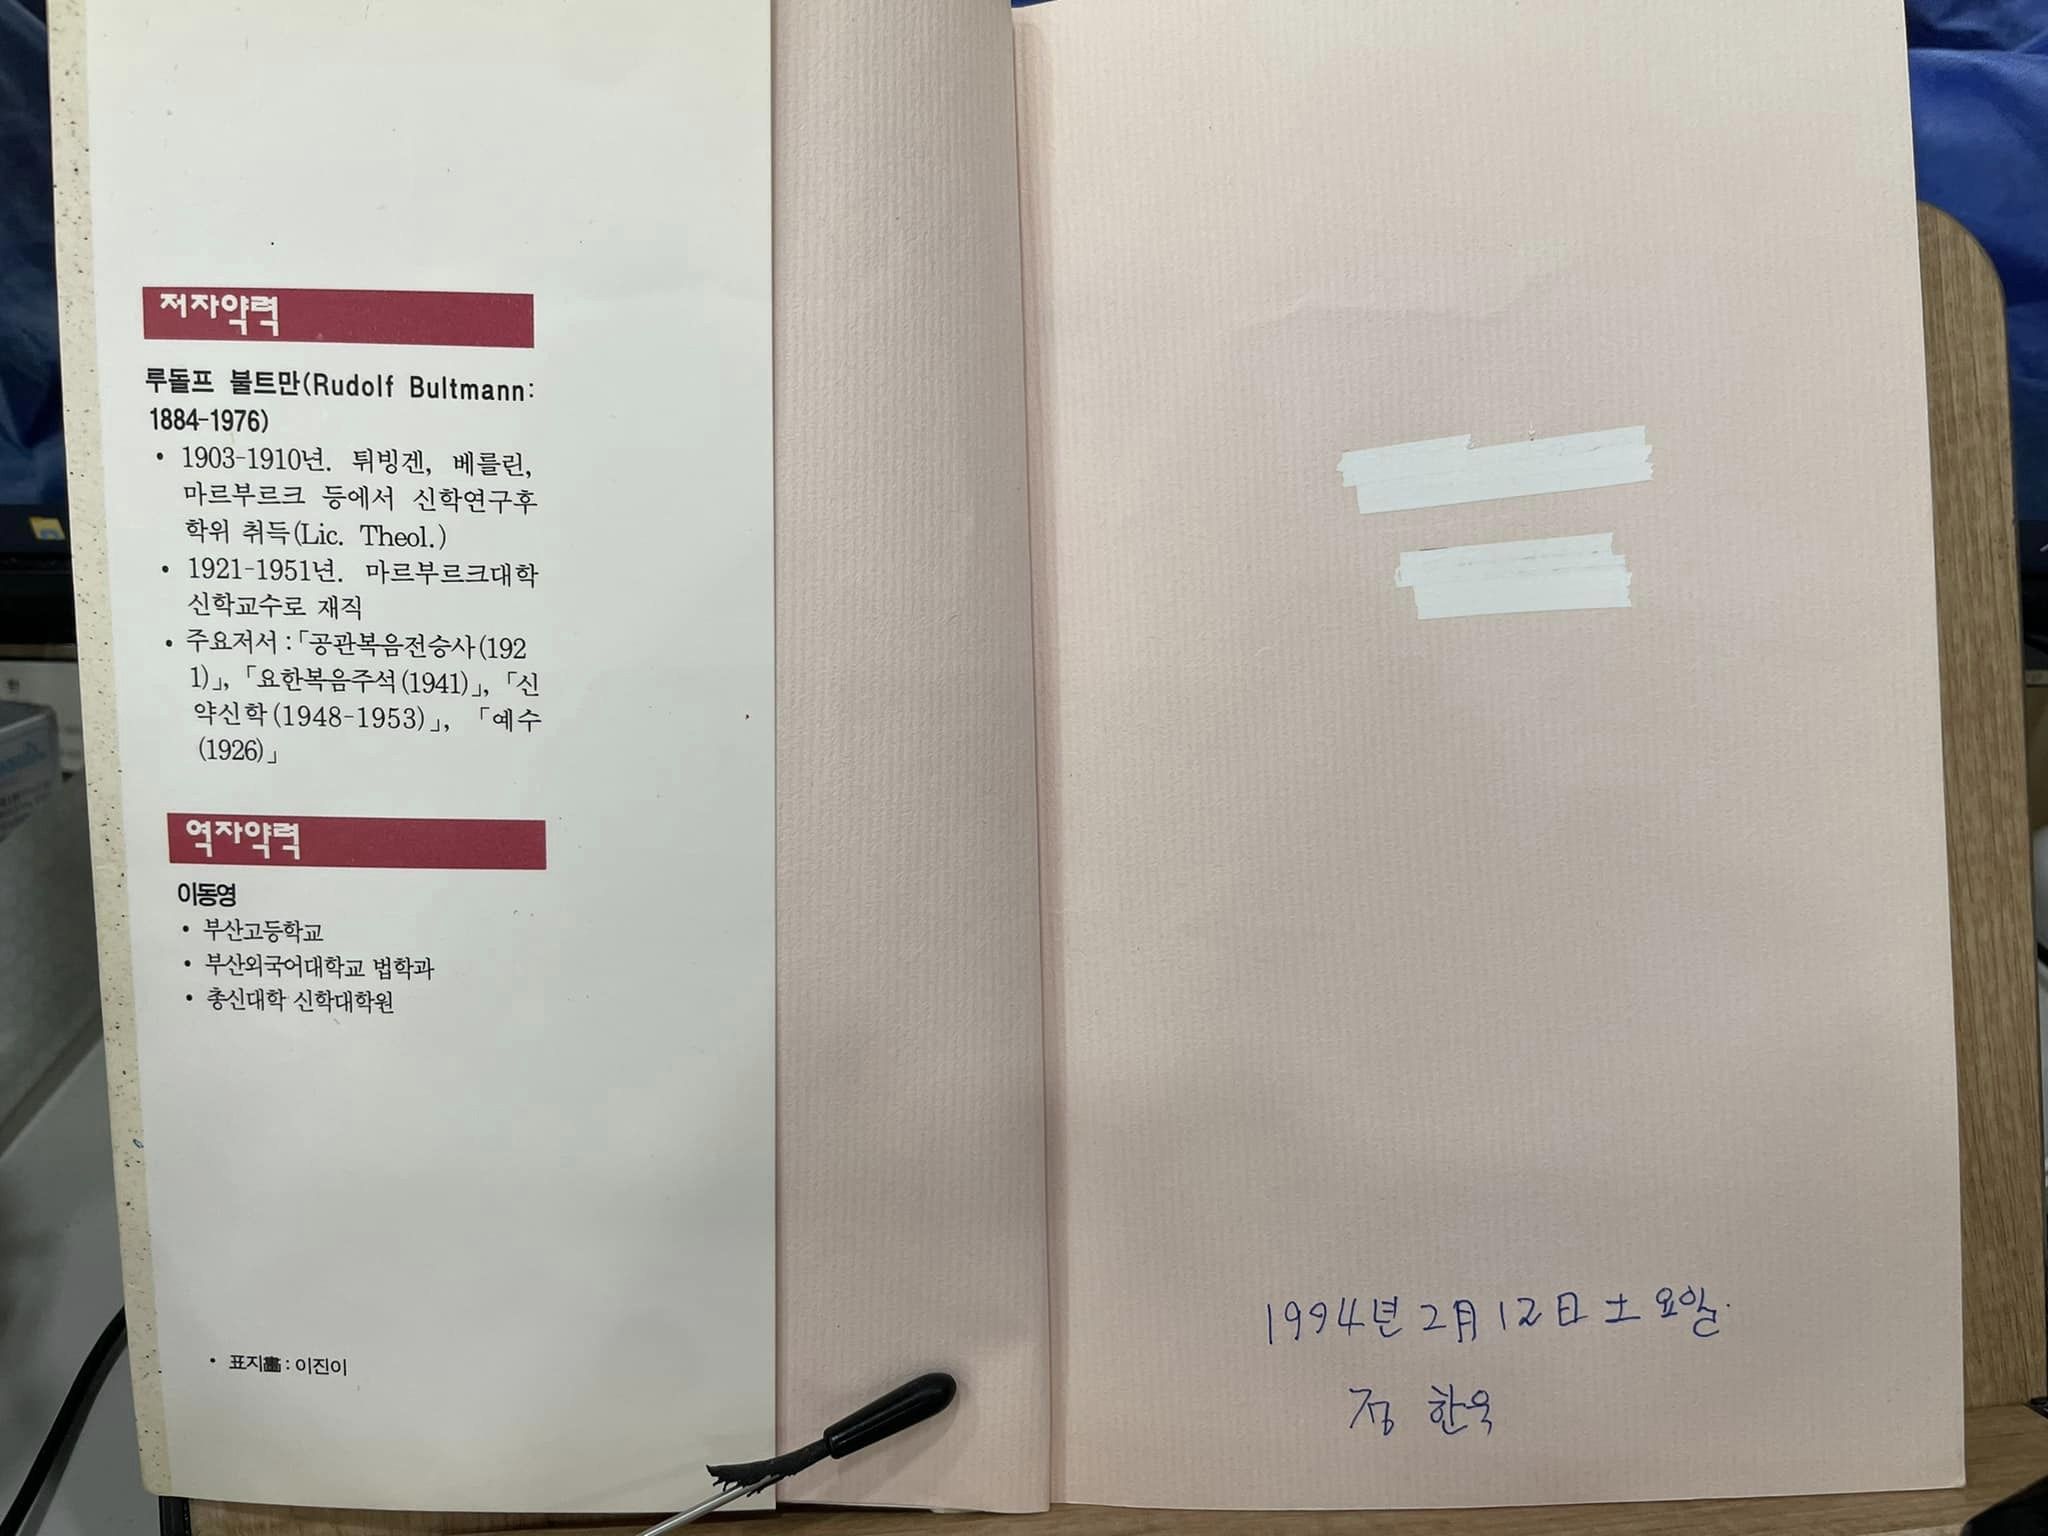 저자약력
루돌프 불트만(Rudolf Bultmann:
1884-1976)
• 1903-1910년. 튀빙겐, 베를린,
마르부르크 등에서 신학연구후
학위 취득(Lic. Theol.)
• 1921-1951년. 마르부르크대학
신학교수로 재직
• 주요저서 :「공관복음전승사(192
1)」, 「요한복음주석(1941)」, 「신
약신학(1948-1953)」, 「예수
(1926)」
역자약력
이동영
• 부산고등학교
• 부산외국어대학교 법학과
• 총신대학 신학대학원
• 표지畵 : 이진이
1994년 2月 12日 土요일.
정 한욱